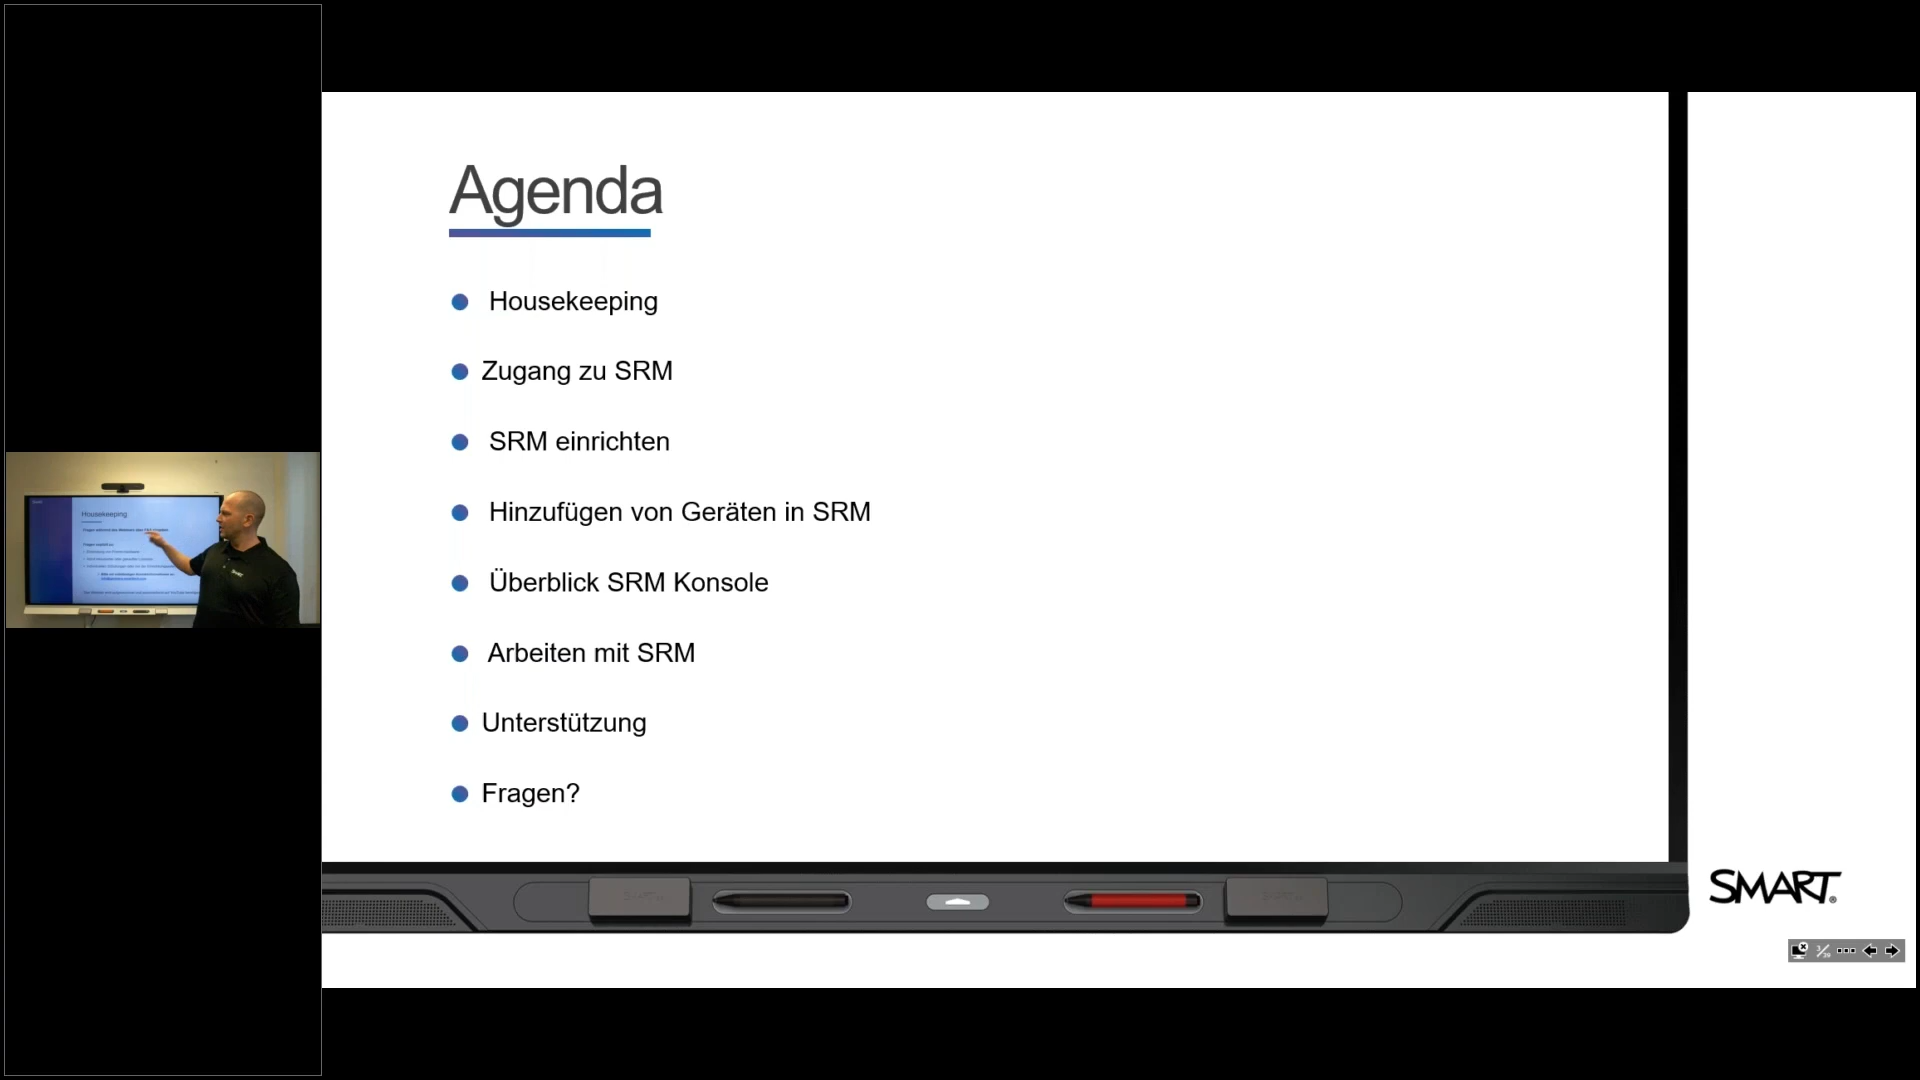 Agenda
Housekeeping
Zugang zu SRM
SRM einrichten
Hinzufügen von Geräten in SRM
Überblick SRM Konsole
Arbeiten mit SRM
Unterstützung
Fragen?
SMART
Housekeeping